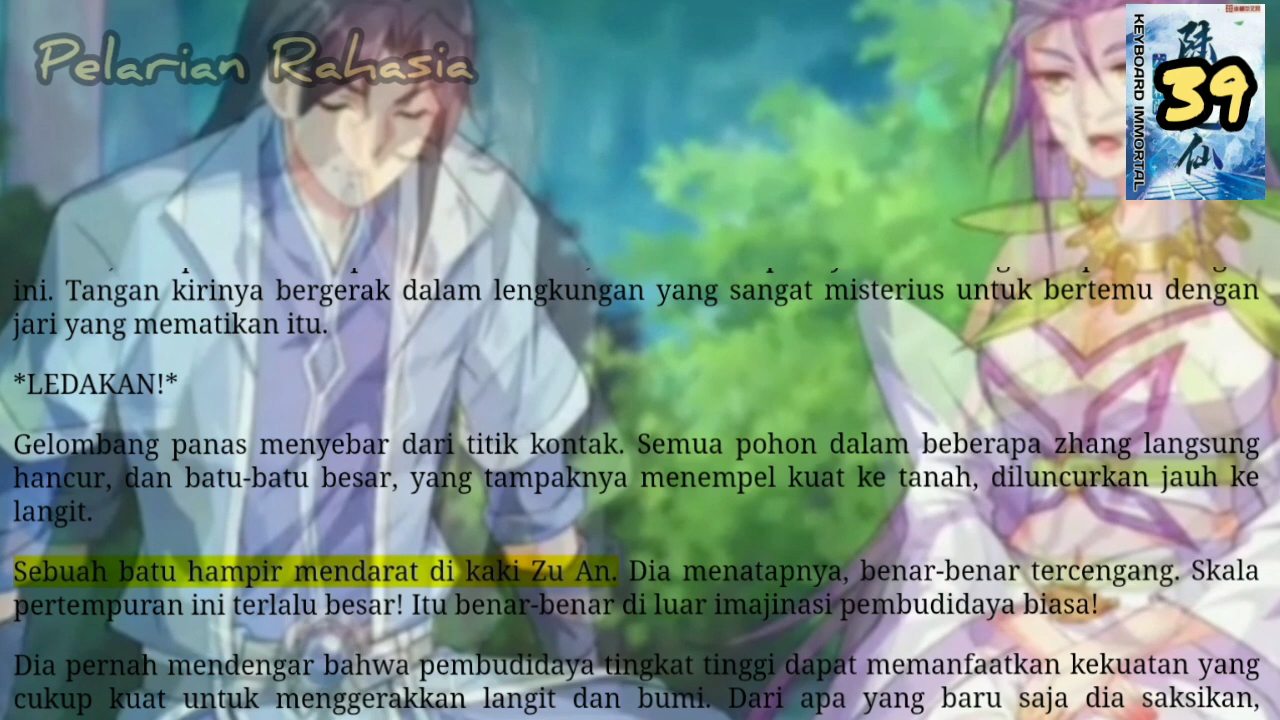 Pelarian Rahasia
KEYBOARD IMMORTAL
39
仙
ini. Tangan kirinya bergerak dalam lengkungan yang sangat misterius untuk bertemu dengan
jari yang mematikan itu.
*LEDAKAN!*
Gelombang panas menyebar dari titik kontak. Semua pohon dalam beberapa zhang langsung
hancur, dan batu-batu besar, yang tampaknya menempel kuat ke tanah, diluncurkan jauh ke
langit.
Sebuah batu hampir mendarat di kaki Zu An. Dia menatapnya, benar-benar tercengang. Skala
pertempuran ini terlalu besar! Itu benar-benar di luar imajinasi pembudidaya biasa!
Dia pernah mendengar bahwa pembudidaya tingkat tinggi dapat memanfaatkan kekuatan yang
cukup kuat untuk menggerakkan langit dan bumi. Dari apa yang baru saja dia saksikan,